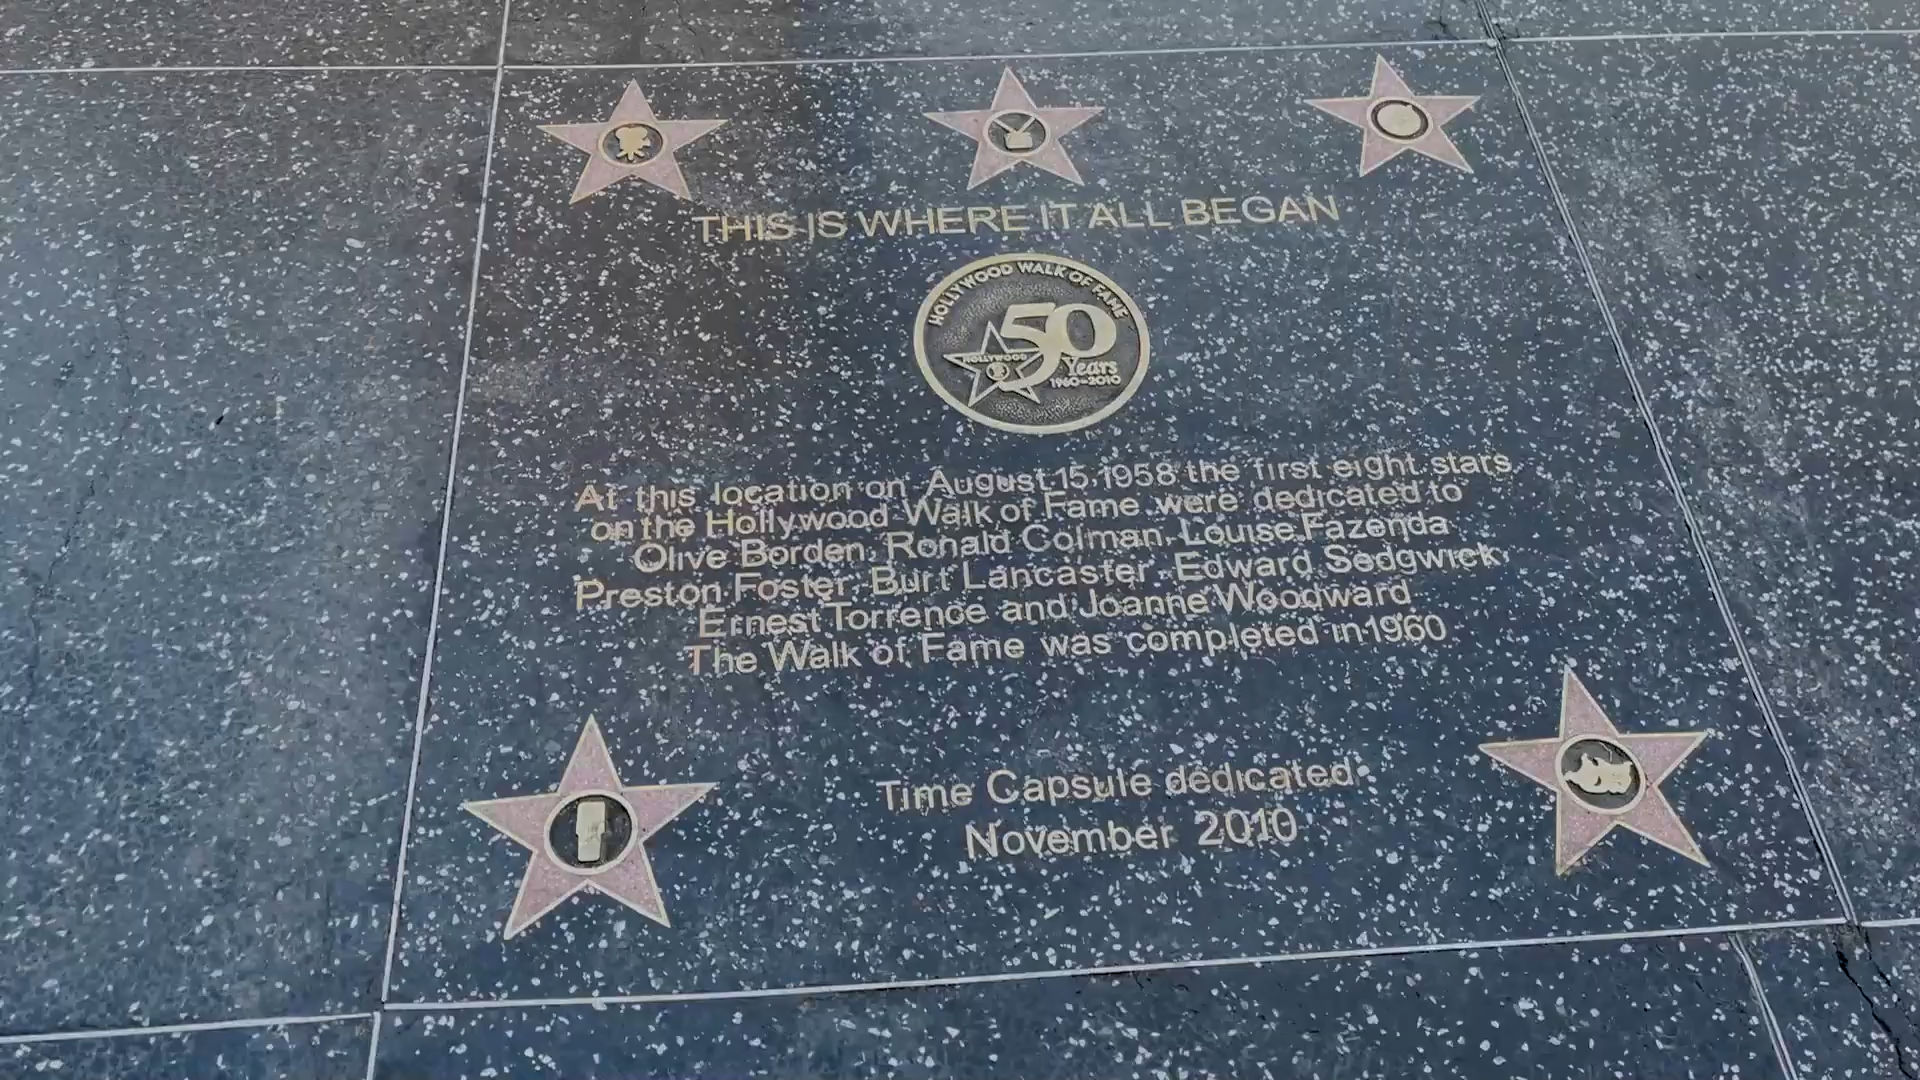 THIS IS WHERE IT ALL BEGAN
HOLLYWOOD WALK OF FAME
50
HOLLYWOOD
Years
1960-2010
At this location on August 15, 1958 the first eight stars
on the Hollywood Walk of Fame were dedicated to
Olive Borden, Ronald Colman, Louise Fazenda
Preston Foster, Burt Lancaster, Edward Sedgwick
Ernest Torrence and Joanne Woodward
The Walk of Fame was completed in 1960
Time Capsule dedicated
November 2010